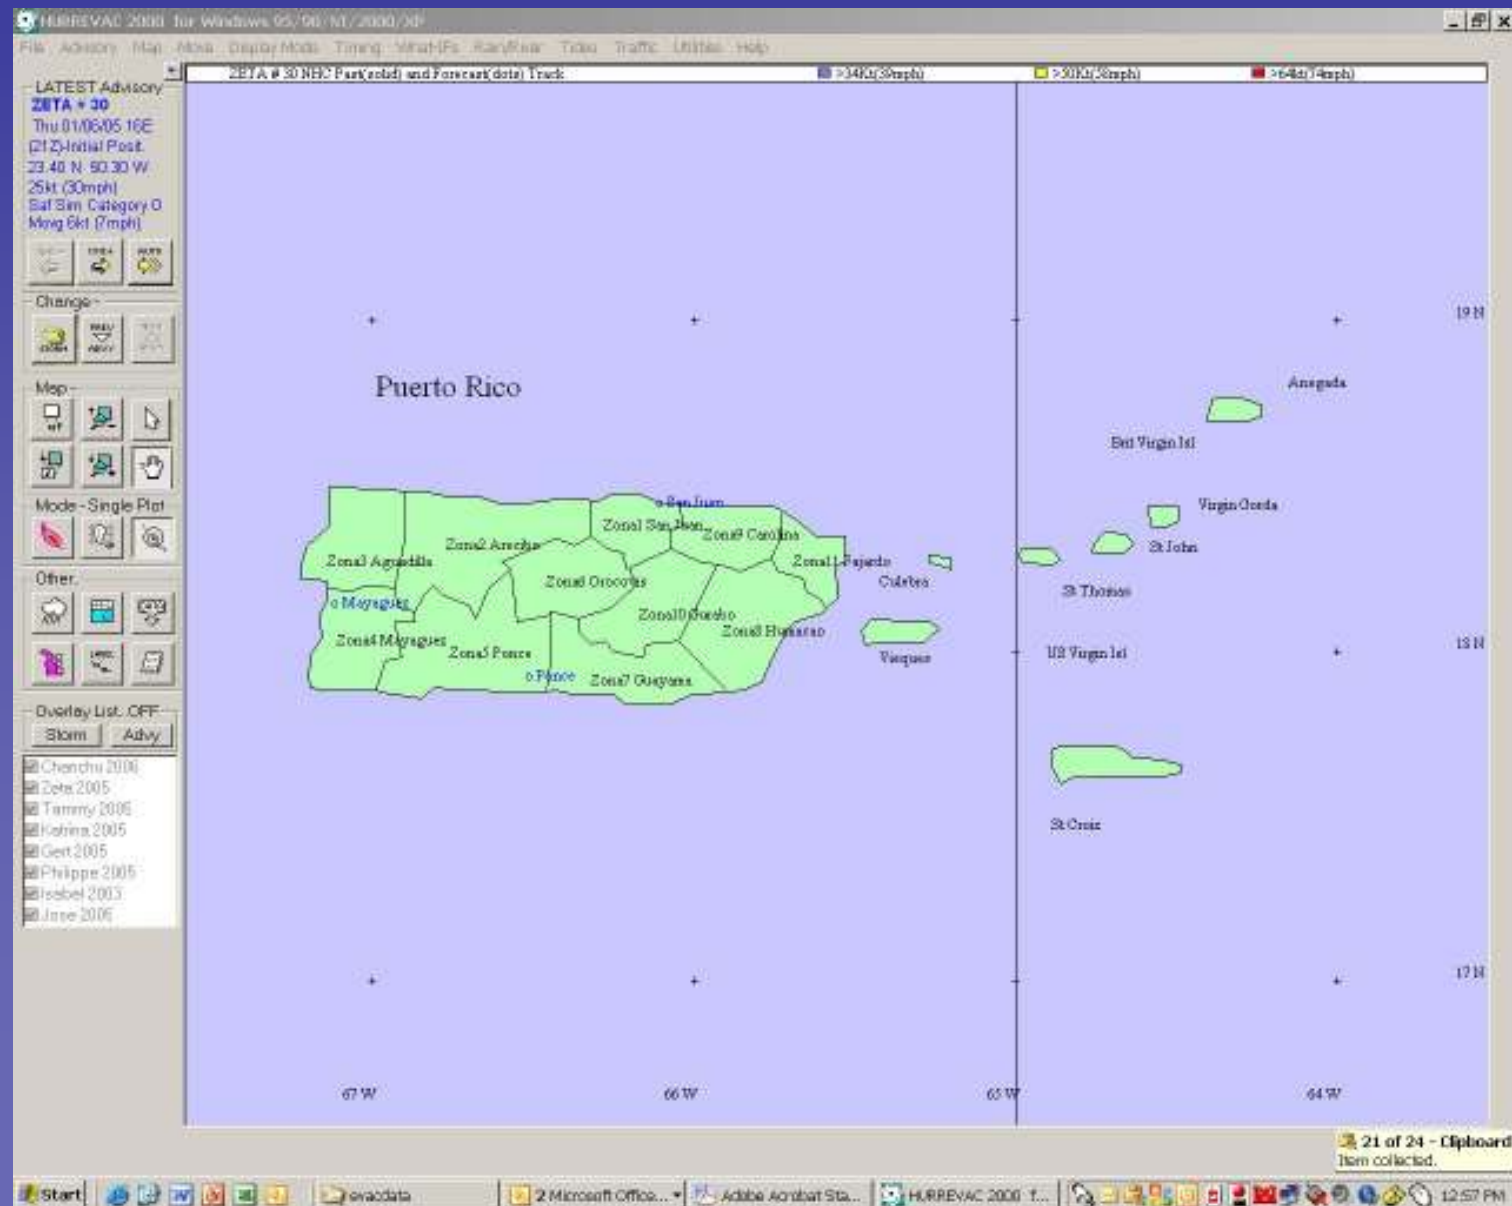 HURREVAC 2000 for Windows 95/98/NT/2000/XP
File Advisory Map Move Display Mode Timing What-IFs Rain/River Tides Traffic Utilities Help
ZETA # 30 NHC Past(solid) and Forecast(dots) Track >34Kt(39mph) >50Kt(58mph) >64kt(74mph)
LATEST Advisory
ZETA # 30
Thu 01/06/05 16E
(21Z)-Initial Posit.
23.40 N 50.30 W
25kt (30mph)
Saf Sim Category 0
Movg 6kt (7mph)
Change -
PREV
ADVY
Map -
Mode - Single Plot
Other.
Overlay List. OFF
Storm Advy
Chanchu 2006
Zeta 2005
Tammy 2005
Katrina 2005
Gert 2005
Philippe 2005
Isabel 2003
Jose 2005
19 N
Puerto Rico
Anegada
Brit Virgin Isl
o San Juan
Virgin Gorda
Zona1 San Juan
Zona9 Carolina
Zona2 Arecibo
St John
Zona3 Aguadilla
Zona11 Fajardo
Zona6 Orocovis
Culebra
St Thomas
o Mayaguez
Zona10 Gurabo
Zona8 Humacao
Zona4 Mayaguez
18 N
Zona5 Ponce
Vieques
US Virgin Isl
o Ponce
Zona7 Guayama
St Croix
17 N
67 W 66 W 65 W 64 W
21 of 24 - Clipboard
Item collected.
Start evacdata 2 Microsoft Office... Adobe Acrobat Sta... HURREVAC 2000 f... 12:57 PM